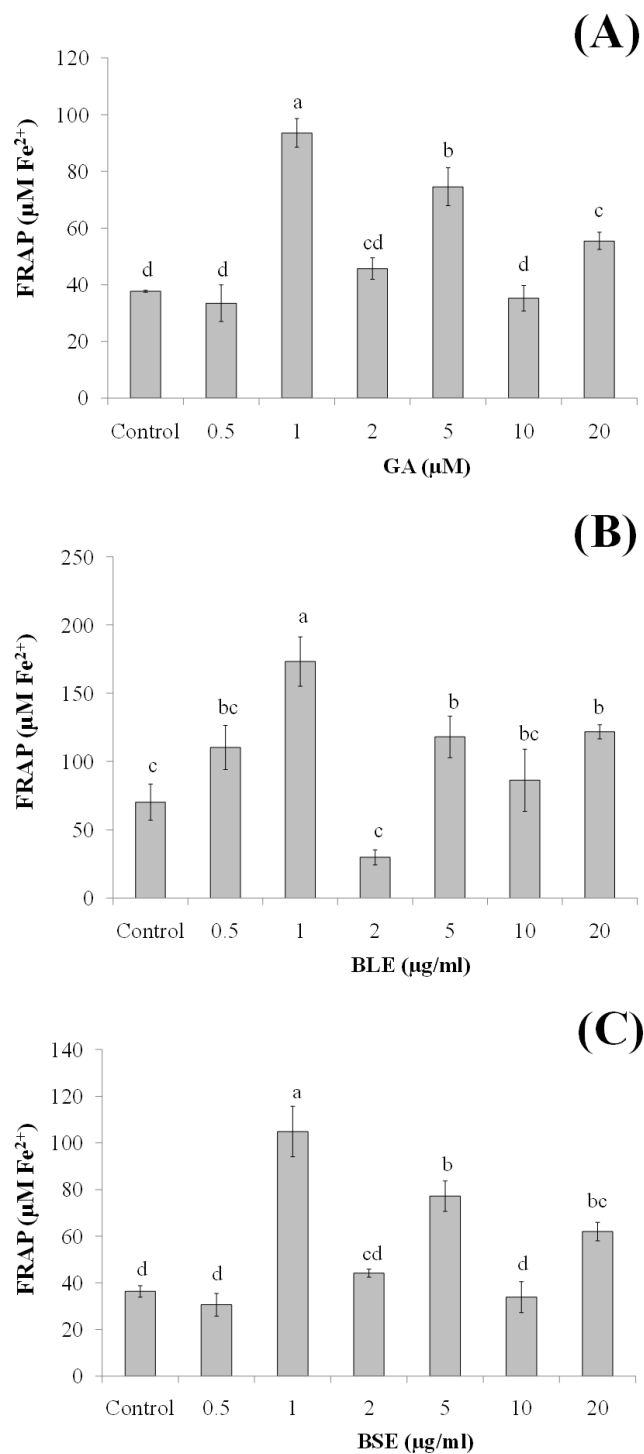 (A)
120
100
80
60
40
20
0
FRAP (µM Fe²⁺)
d d a cd b d c
Control 0.5 1 2 5 10 20
GA (µM)
(B)
250
200
150
100
50
0
FRAP (µM Fe²⁺)
c bc a c b bc b
Control 0.5 1 2 5 10 20
BLE (µg/ml)
(C)
140
120
100
80
60
40
20
0
FRAP (µM Fe²⁺)
d d a cd b d bc
Control 0.5 1 2 5 10 20
BSE (µg/ml)